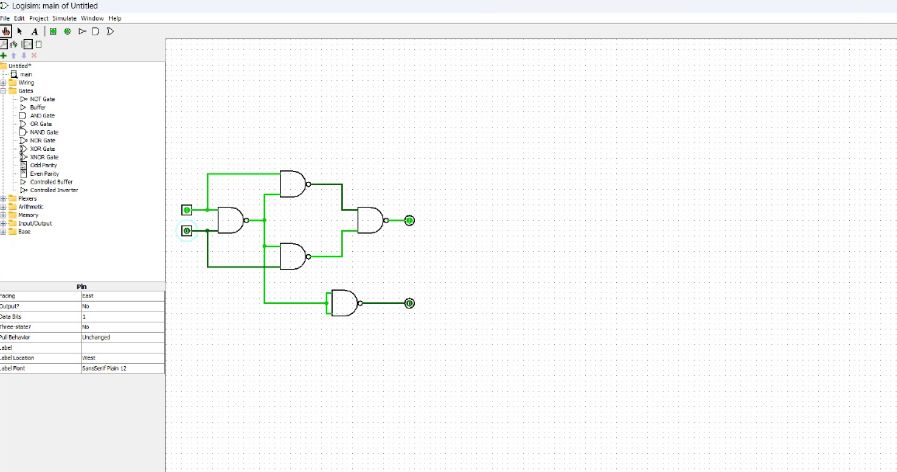 Logisim: main of Untitled
File Edit Project Simulate Window Help
A
Untitled*
main
Wiring
Gates
NOT Gate
Buffer
AND Gate
OR Gate
NAND Gate
NOR Gate
XOR Gate
XNOR Gate
Odd Parity
Even Parity
Controlled Buffer
Controlled Inverter
Plexers
Arithmetic
Memory
Input/Output
Base
Pin
Facing East
Output? No
Data Bits 1
Three-state? No
Pull Behavior Unchanged
Label
Label Location West
Label Font SansSerif Plain 12